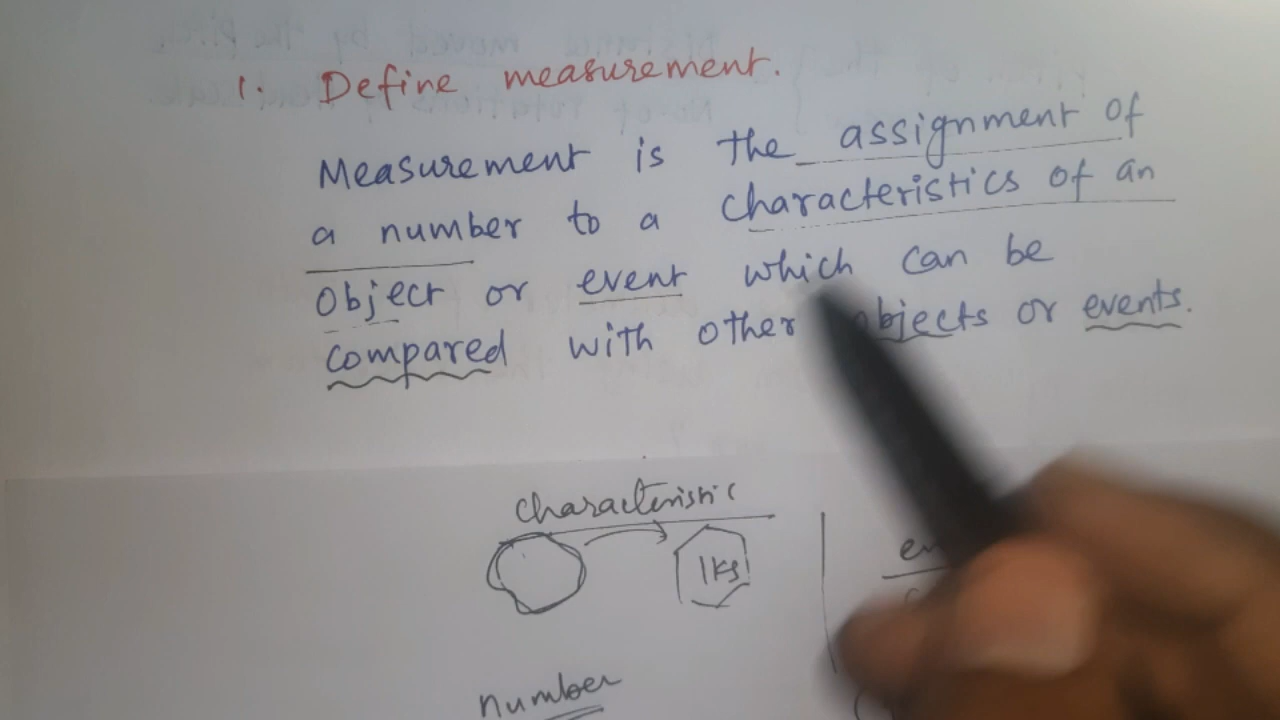 1. Define measurement.
Measurement is the assignment of
a number to a characteristics of an
object or event which can be
compared with other objects or events.
characteristic
1kg
number